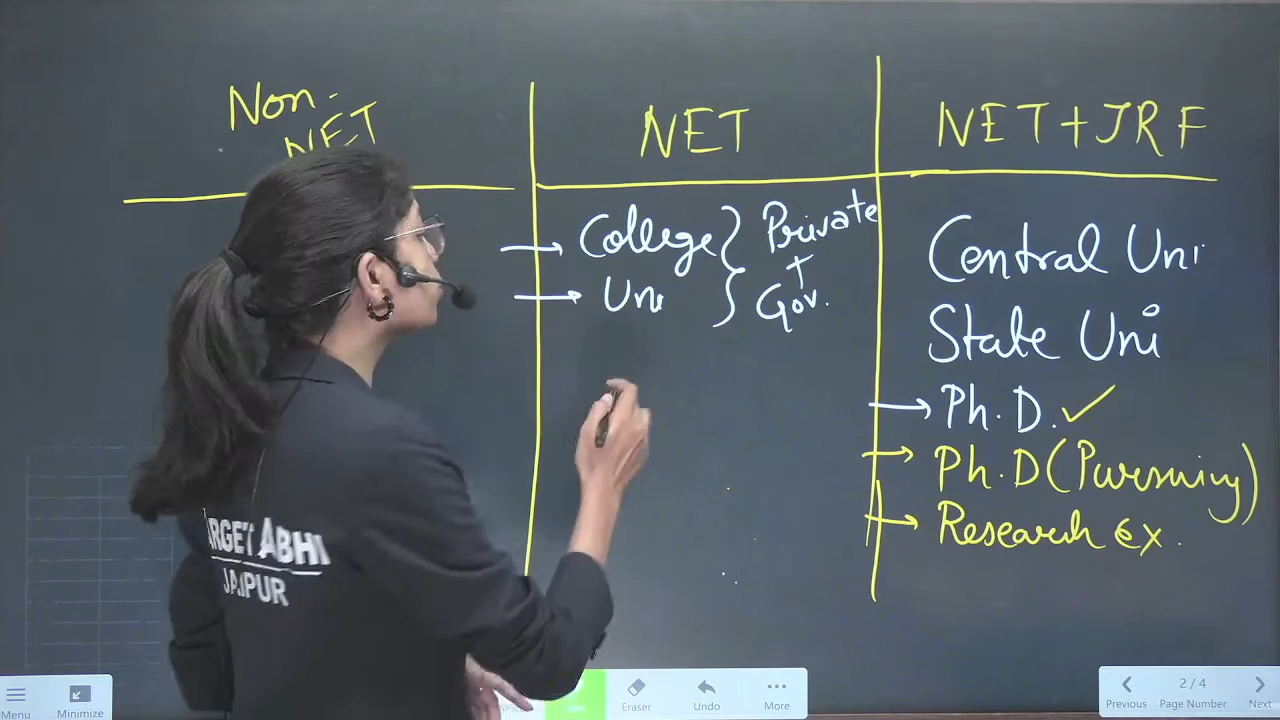 Non-
NET
NET
NET+JRF
College } Private
+
Uni } Gov.
Central Uni
State Uni
Ph.D. ✓
Ph.D (Pursuing)
Research Ex.
ARGET ABHI
JAIPUR
Menu
Minimize
Eraser
Undo
More
Previous
2 / 4
Page Number
Next